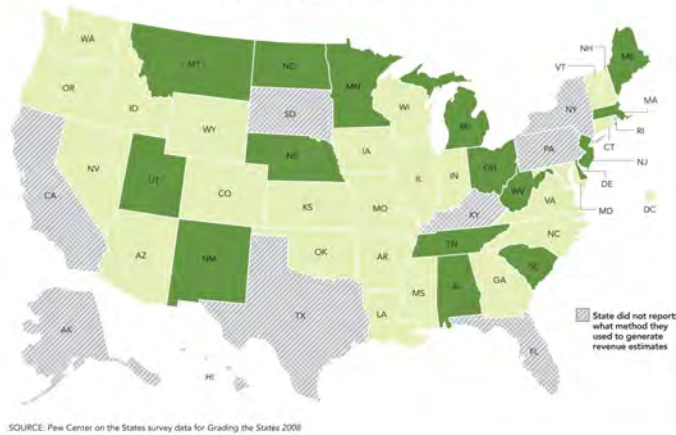 WA
MT
ND
MN
ME
NH
VT
OR
ID
SD
WI
NY
MA
WY
MI
RI
CT
NV
NE
IA
PA
NJ
CA
UT
CO
IL
IN
OH
DE
WV
VA
MD
DC
KS
MO
KY
AZ
NM
OK
AR
TN
NC
SC
TX
LA
MS
AL
GA
FL
AK
HI
State did not report
what method they
used to generate
revenue estimates
SOURCE: Pew Center on the States survey data for Grading the States 2008